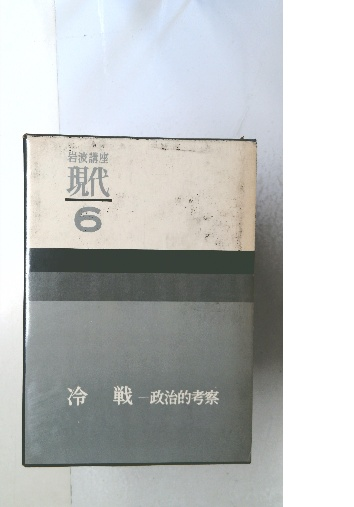 岩波講座
現代
6
冷 戦 ―政治的考察